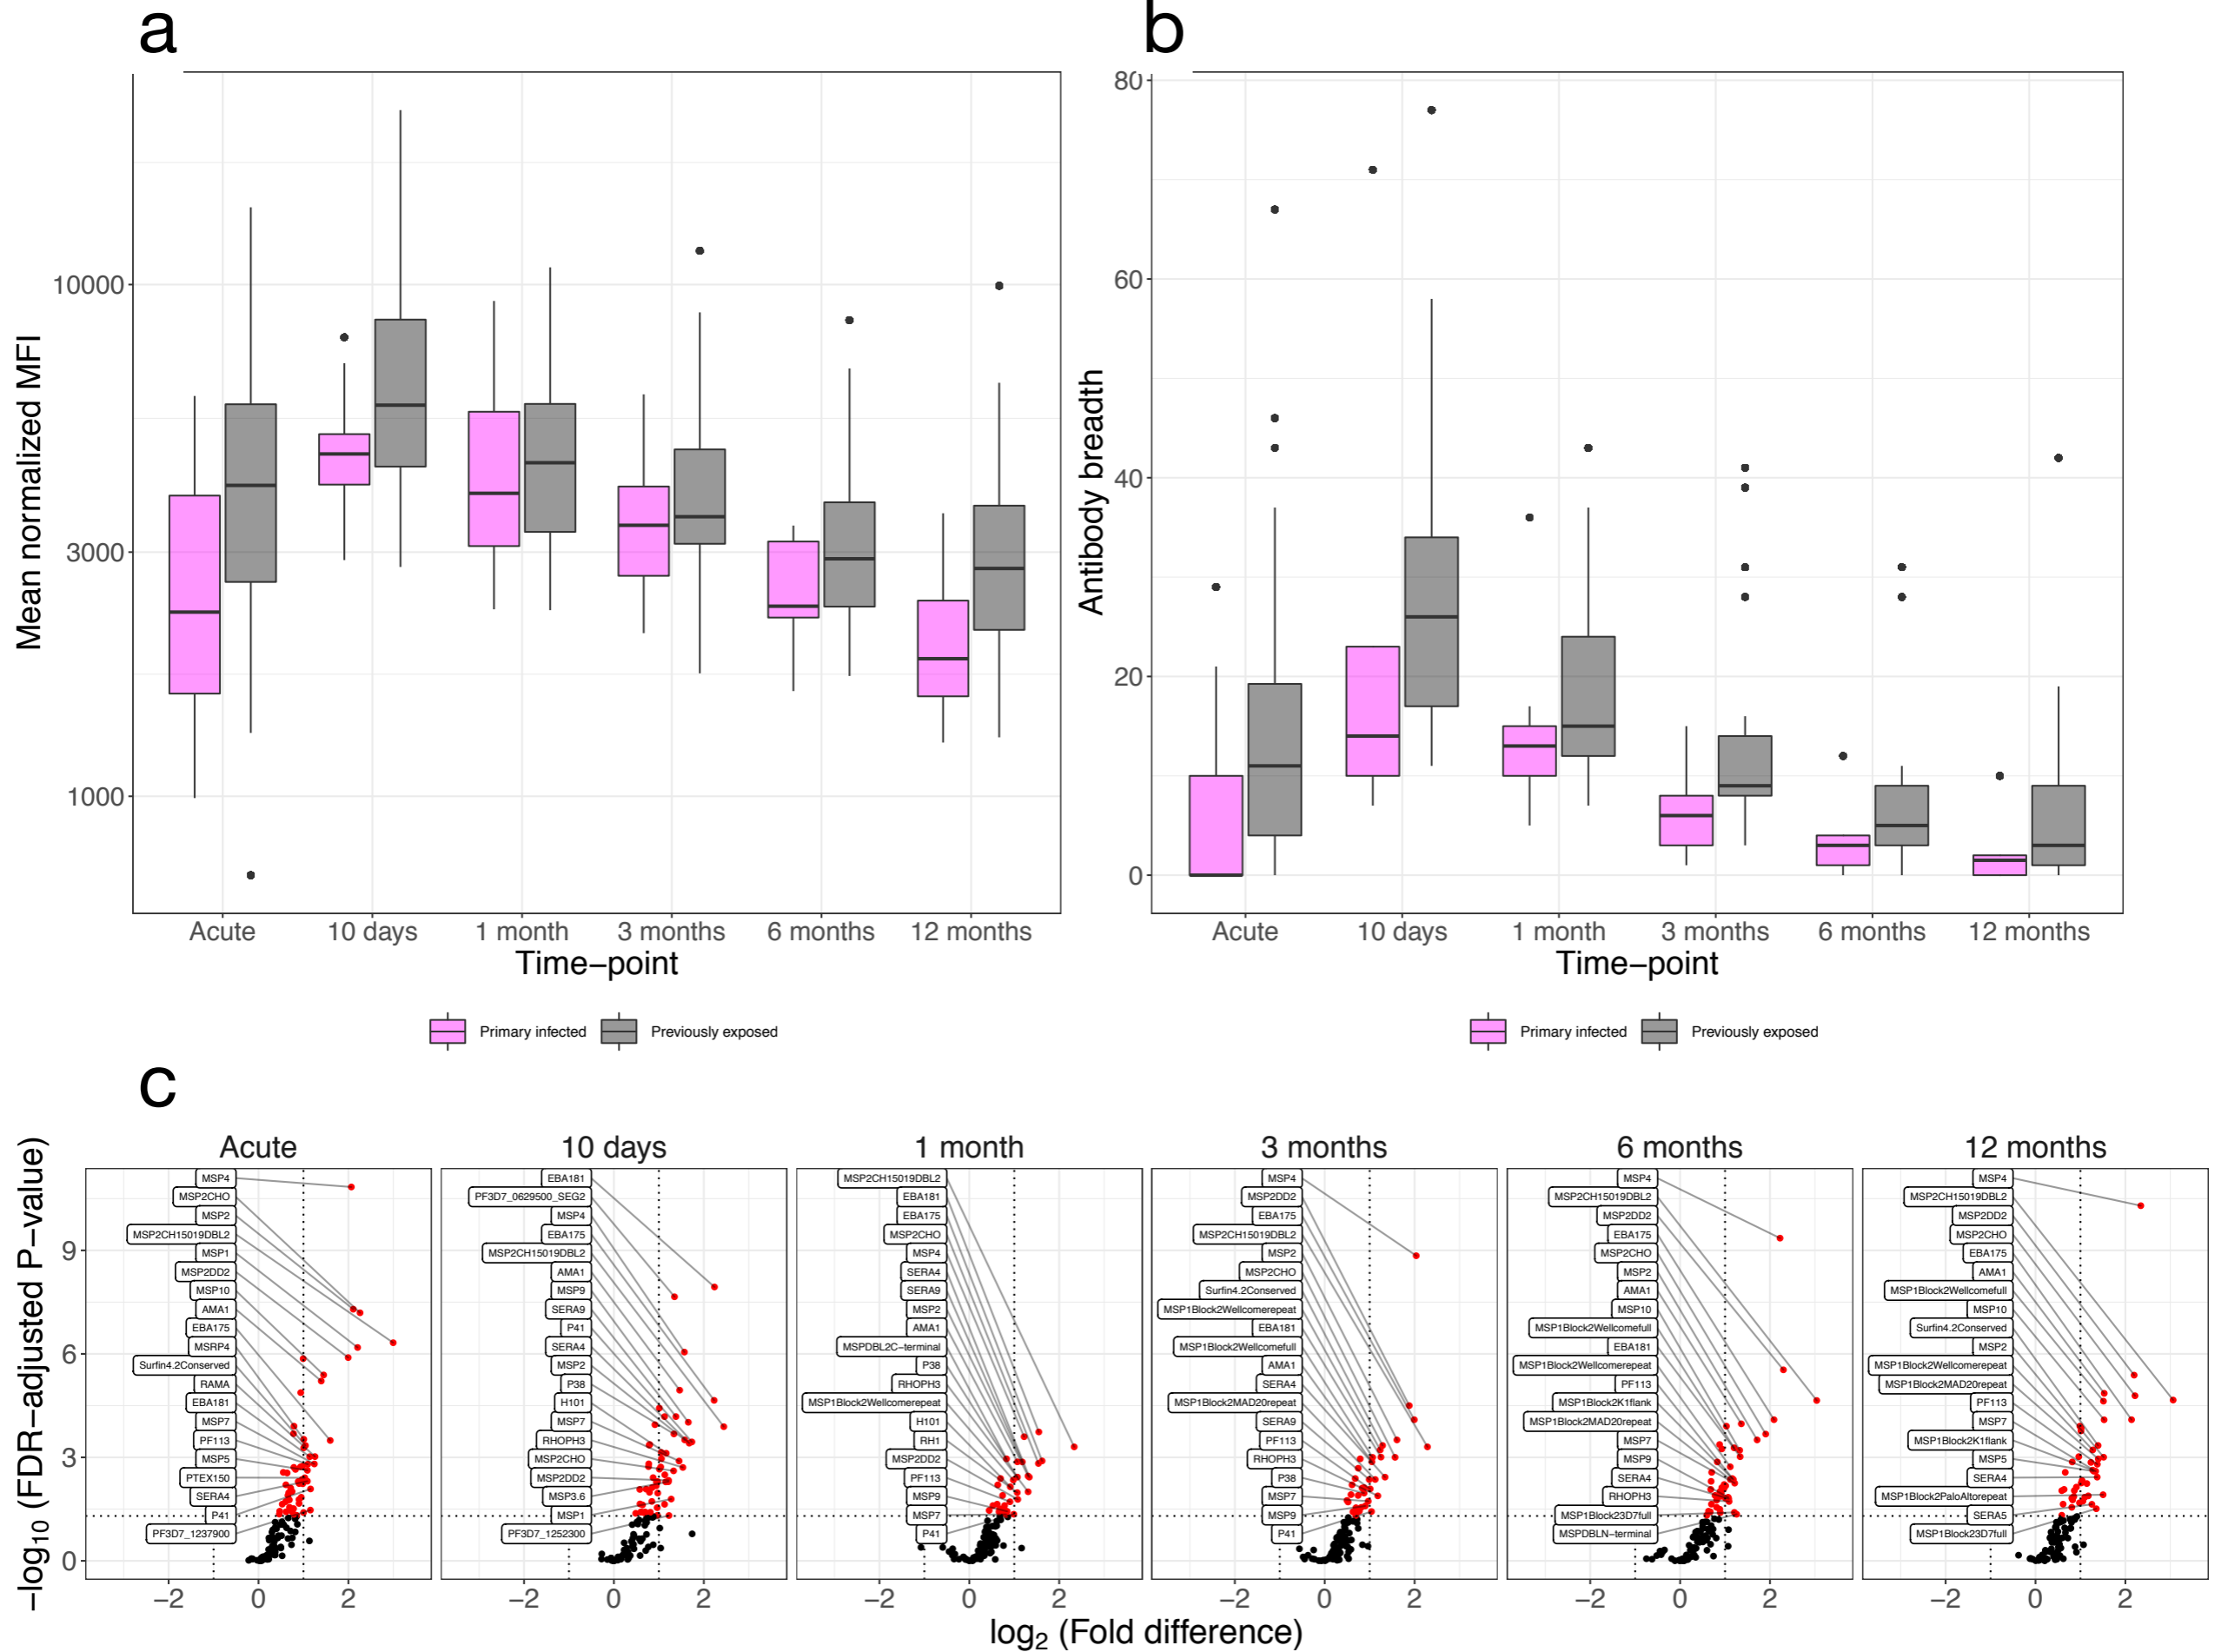 a
b
Mean normalized MFI
10000
3000
1000
Acute
10 days
1 month
3 months
6 months
12 months
Time−point
Primary infected
Previously exposed
Antibody breadth
80
60
40
20
0
Acute
10 days
1 month
3 months
6 months
12 months
Time−point
Primary infected
Previously exposed
c
−log10 (FDR−adjusted P−value)
9
6
3
0
Acute
MSP4
MSP2CHO
MSP2
MSP2CH15019DBL2
MSP1
MSP2DD2
MSP10
AMA1
EBA175
MSRP4
Surfin4.2Conserved
RAMA
EBA181
MSP7
PF113
MSP5
PTEX150
SERA4
P41
PF3D7_1237900
−2 0 2
10 days
EBA181
PF3D7_0629500_SEG2
MSP4
EBA175
MSP2CH15019DBL2
AMA1
MSP9
SERA9
P41
SERA4
MSP2
P38
H101
MSP7
RHOPH3
MSP2CHO
MSP2DD2
MSP3.6
MSP1
PF3D7_1252300
−2 0 2
1 month
MSP2CH15019DBL2
EBA181
EBA175
MSP2CHO
MSP4
SERA4
SERA9
MSP2
AMA1
MSPDBL2C−terminal
P38
RHOPH3
MSP1Block2Wellcomerepeat
H101
RH1
MSP2DD2
PF113
MSP9
MSP7
P41
−2 0 2
3 months
MSP4
MSP2DD2
EBA175
MSP2CH15019DBL2
MSP2
MSP2CHO
Surfin4.2Conserved
MSP1Block2Wellcomerepeat
EBA181
MSP1Block2Wellcomefull
AMA1
SERA4
MSP1Block2MAD20repeat
SERA9
PF113
RHOPH3
P38
MSP7
MSP9
P41
−2 0 2
6 months
MSP4
MSP2CH15019DBL2
MSP2DD2
EBA175
MSP2CHO
MSP2
AMA1
MSP10
MSP1Block2Wellcomefull
EBA181
MSP1Block2Wellcomerepeat
PF113
MSP1Block2K1flank
MSP1Block2MAD20repeat
MSP7
MSP9
SERA4
RHOPH3
MSP1Block23D7full
MSPDBLN−terminal
−2 0 2
12 months
MSP4
MSP2CH15019DBL2
MSP2DD2
MSP2CHO
EBA175
AMA1
MSP1Block2Wellcomefull
MSP10
Surfin4.2Conserved
MSP2
MSP1Block2Wellcomerepeat
MSP1Block2MAD20repeat
PF113
MSP7
MSP1Block2K1flank
MSP5
SERA4
MSP1Block2PaloAltorepeat
SERA5
MSP1Block23D7full
−2 0 2
log2 (Fold difference)